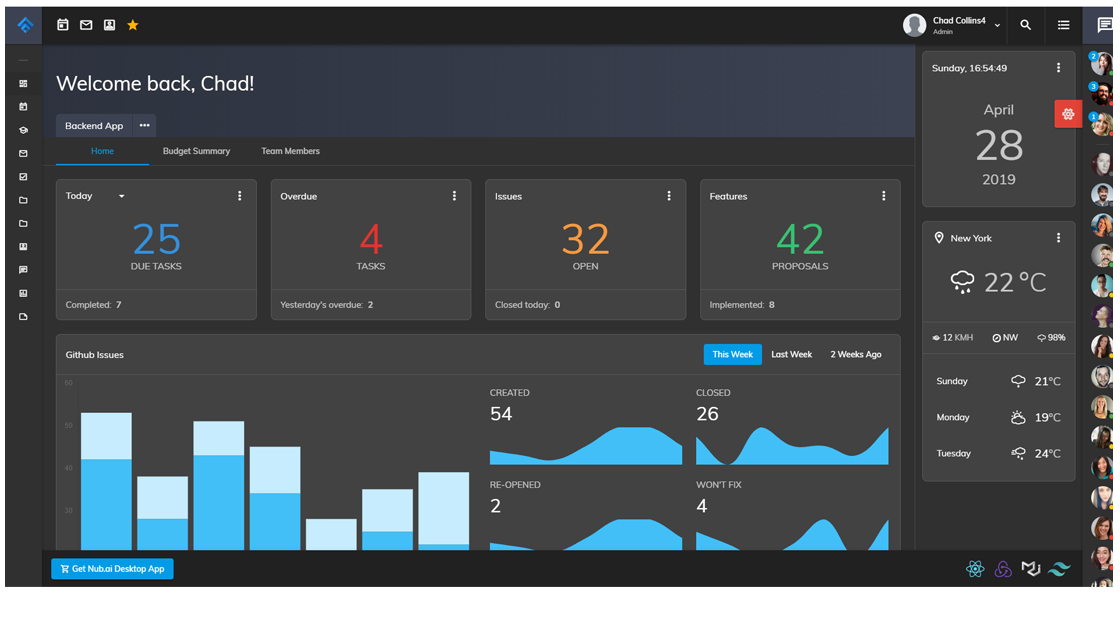 Chad Collins4
Admin
Welcome back, Chad!
Backend App
Home Budget Summary Team Members
Today
25
DUE TASKS
Completed: 7
Overdue
4
TASKS
Yesterday's overdue: 2
Issues
32
OPEN
Closed today: 0
Features
42
PROPOSALS
Implemented: 8
Github Issues
This Week Last Week 2 Weeks Ago
60
50
40
30
CREATED
54
CLOSED
26
RE-OPENED
2
WON'T FIX
4
Get Nub.ai Desktop App
Sunday, 16:54:49
April
28
2019
New York
22 °C
12 KMH NW 98%
Sunday 21°C
Monday 19°C
Tuesday 24°C
2
3
1